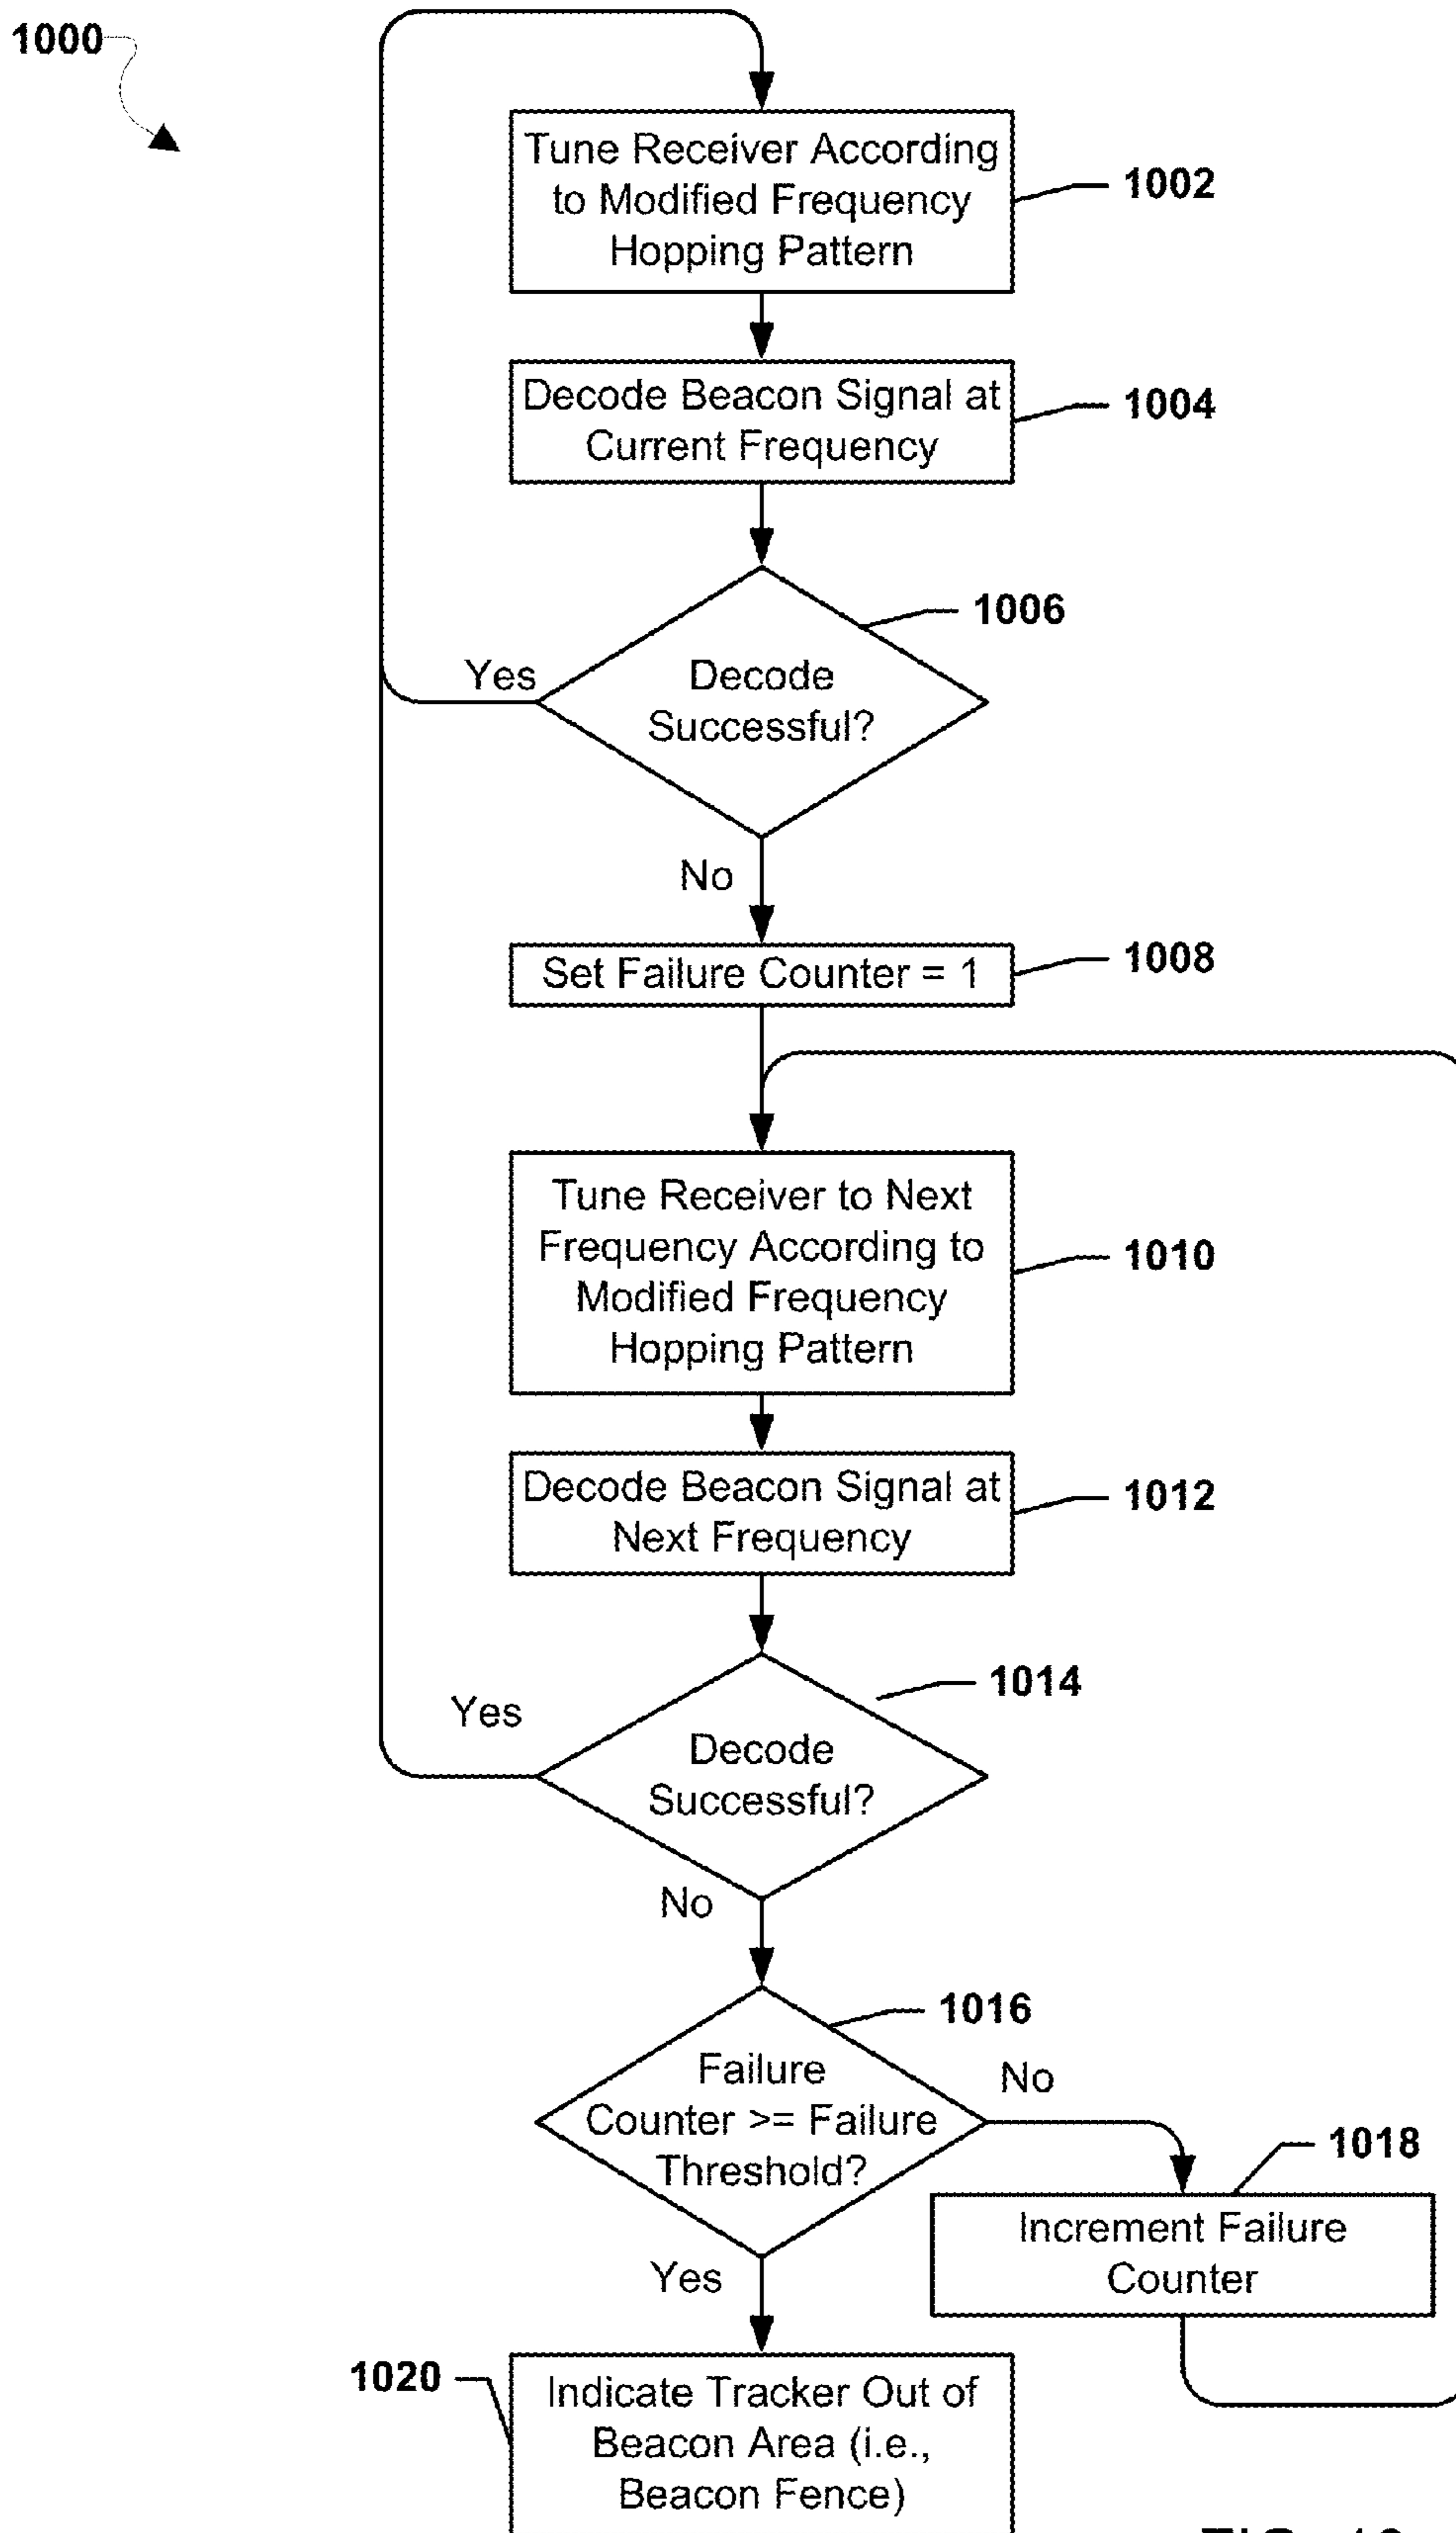 1000
Tune Receiver According
to Modified Frequency
Hopping Pattern
1002
Decode Beacon Signal at
Current Frequency
1004
1006
Yes
Decode
Successful?
No
Set Failure Counter = 1
1008
Tune Receiver to Next
Frequency According to
Modified Frequency
Hopping Pattern
1010
Decode Beacon Signal at
Next Frequency
1012
1014
Yes
Decode
Successful?
No
1016
Failure
Counter >= Failure
Threshold?
No
1018
Increment Failure
Counter
Yes
1020
Indicate Tracker Out of
Beacon Area (i.e.,
Beacon Fence)